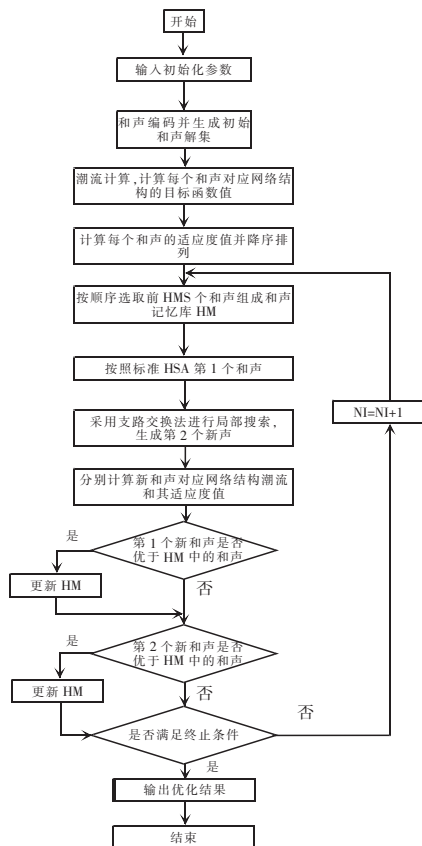 开始
输入初始化参数
和声编码并生成初始
和声解集
潮流计算,计算每个和声对应网络结
构的目标函数值
计算每个和声的适应度值并降序排
列
按顺序选取前 HMS 个和声组成和声
记忆库 HM
按照标准 HSA 第 1 个和声
NI=NI+1
采用支路交换法进行局部搜索,
生成第 2 个新声
分别计算新和声对应网络结构潮流
和其适应度值
是
第 1 个新和声是否
优于 HM 中的和声
更新 HM
否
是
第 2 个新和声是否
优于 HM 中的和声
更新 HM
否
否
是否满足终止条件
是
输出优化结果
结束